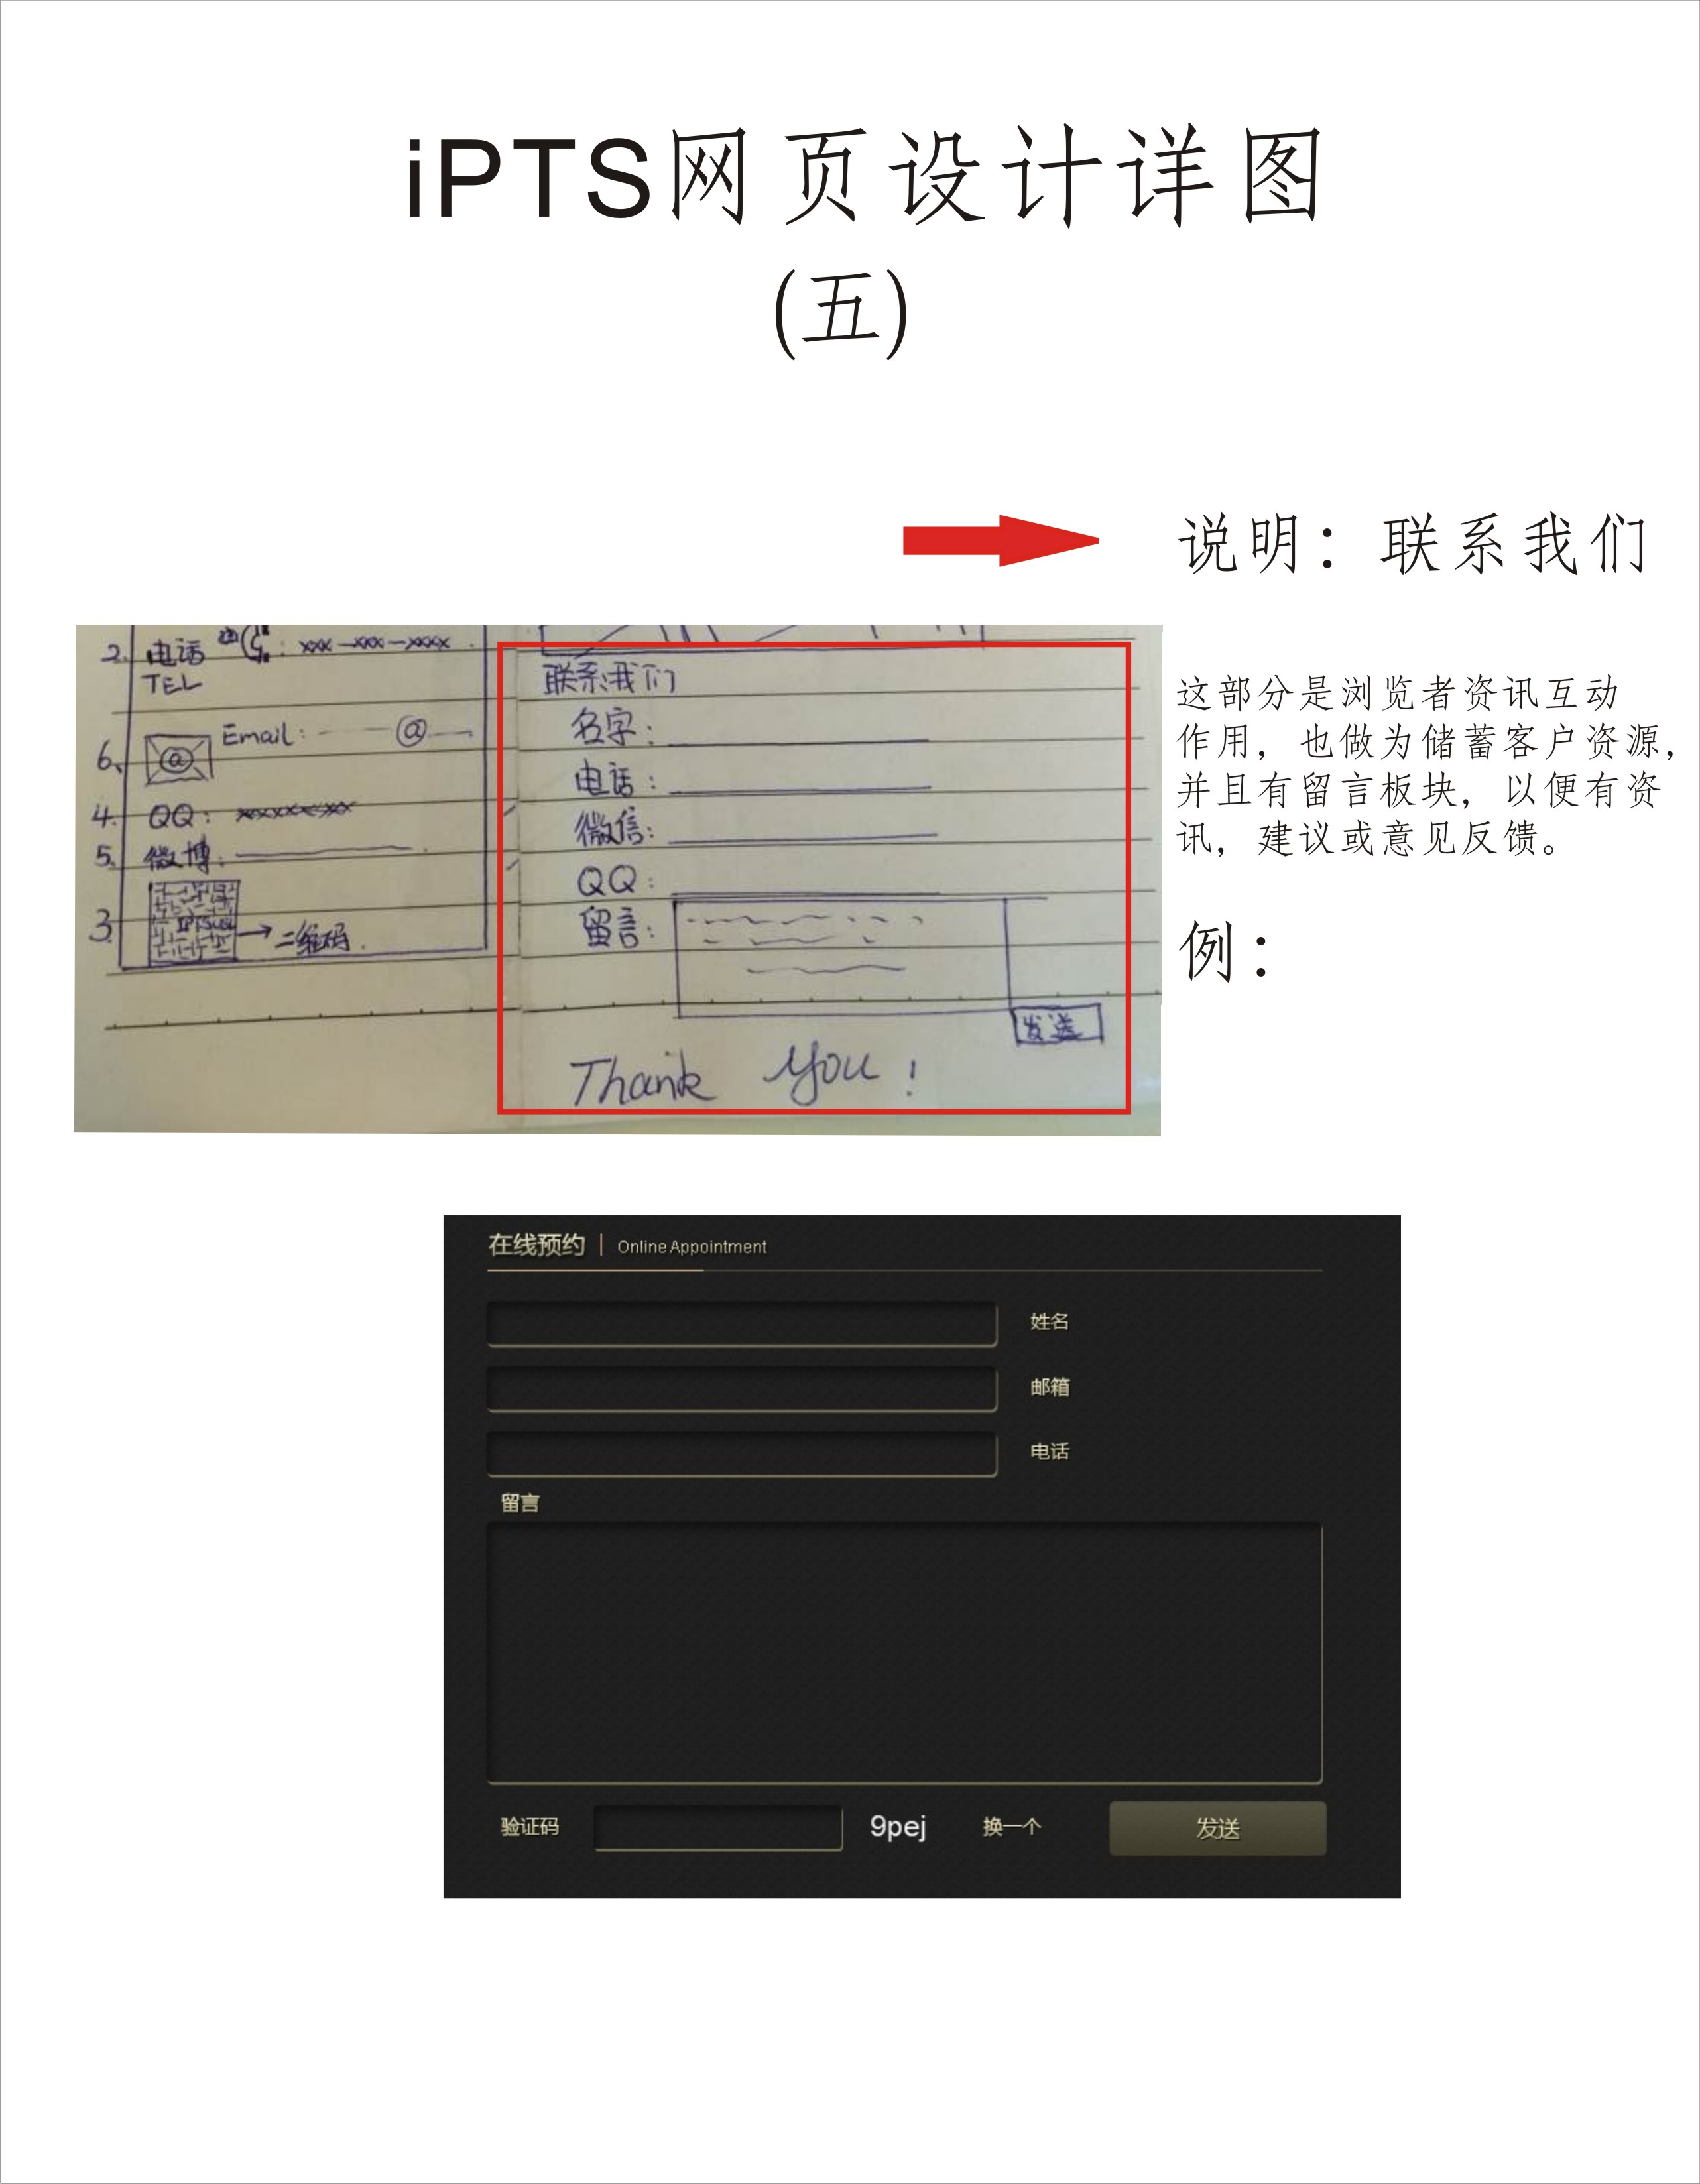 iPTS网页设计详图
(五)
说明：联系我们
2. 电话 : xxx-xxx-xxxx
TEL
6、 @ Email: @
4. QQ: xxxxxxxx
5. 微博:
3. → 二维码.
联系我们
名字:
电话:
微信:
QQ:
留言:
发送
Thank You!
这部分是浏览者资讯互动
作用，也做为储蓄客户资源，
并且有留言板块，以便有资
讯，建议或意见反馈。
例：
在线预约 | Online Appointment
姓名
邮箱
电话
留言
验证码 9pej 换一个 发送